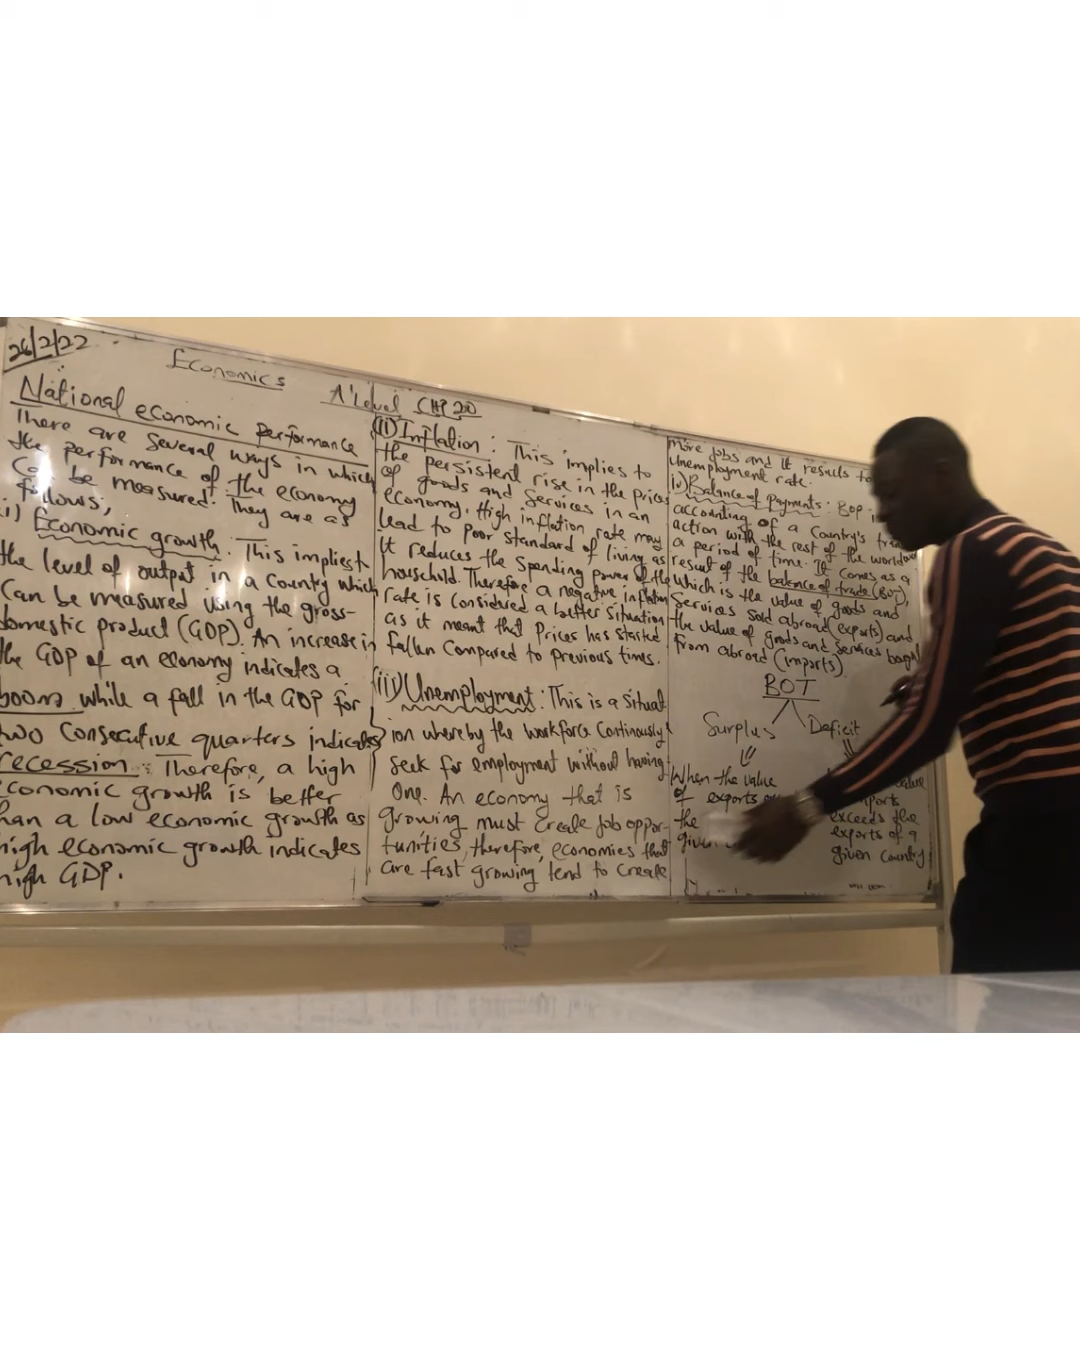 26/2/22
Economics
A'Level CHP 20
National economic performance
There are several ways in which
the performance of the economy
can be measured. They are as
follows;
i) Economic growth: This implies
the level of output in a country which
can be measured using the gross-
domestic product (GDP). An increase in
the GDP of an economy indicates a
boom while a fall in the GDP for
two consecutive quarters indicates
recession. Therefore, a high
economic growth is better
than a low economic growth as
high economic growth indicates
high GDP.
(ii) Inflation: This implies to
the persistent rise in the prices
of goods and services in an
economy. High inflation rate may
lead to poor standard of living as
it reduces the spending power of the
household. Therefore a negative inflation
rate is considered a better situation
as it meant that prices has started
fallen compared to previous times.
(iii) Unemployment: This is a situat
ion whereby the workforce continously
seek for employment without having
one. An economy that is
growing must create job oppor-
tunities, therefore, economies that
are fast growing tend to create
more jobs and it results to
unemployment rate.
iv) Balance of payments: BOP i
accounting of a country's tran
action with the rest of the world over
a period of time. It comes as a
result of the balance of trade (BOT),
which is the value of goods and
services sold abroad (exports) and
the value of goods and services bought
from abroad (imports)
BOT
Surplus Deficit
When the value value
of exports imports
the exceeds the
given exports of a
given country